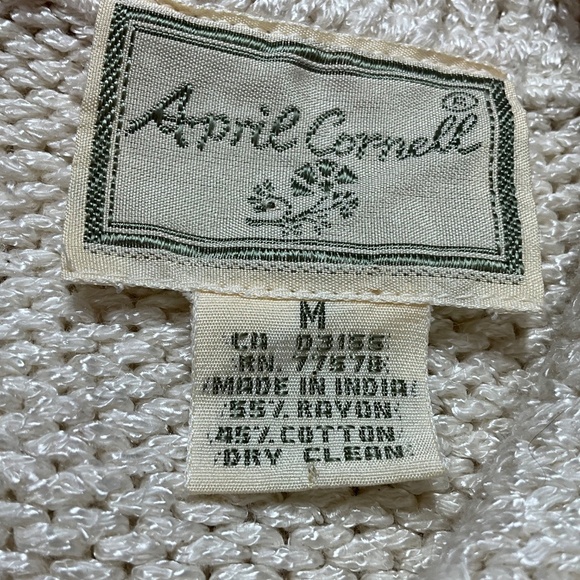 April Cornell
M
CA 03155
RN. 77578
MADE IN INDIA
55% RAYON
45% COTTON
DRY CLEAN